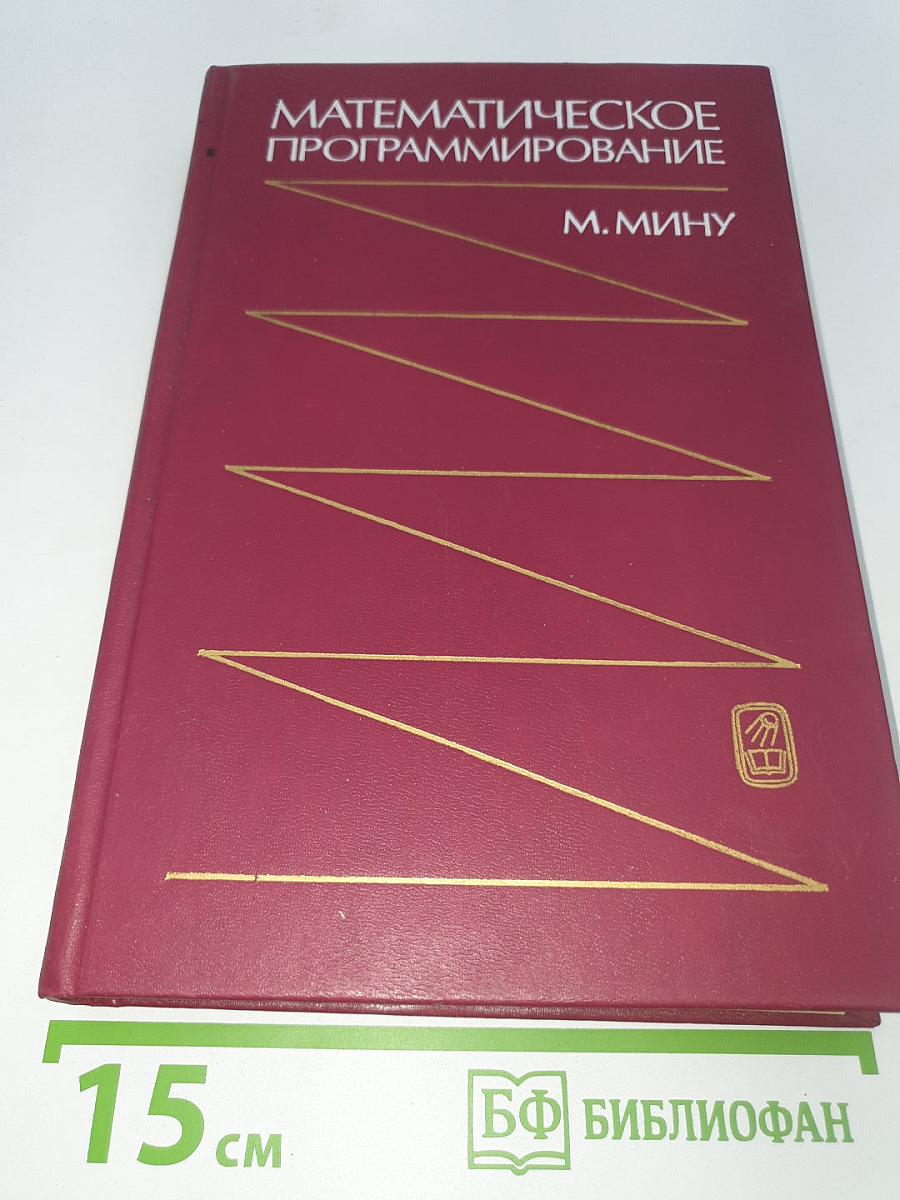 МАТЕМАТИЧЕСКОЕ
ПРОГРАММИРОВАНИЕ
М. МИНУ
15 см
БФ БИБЛИОФАН